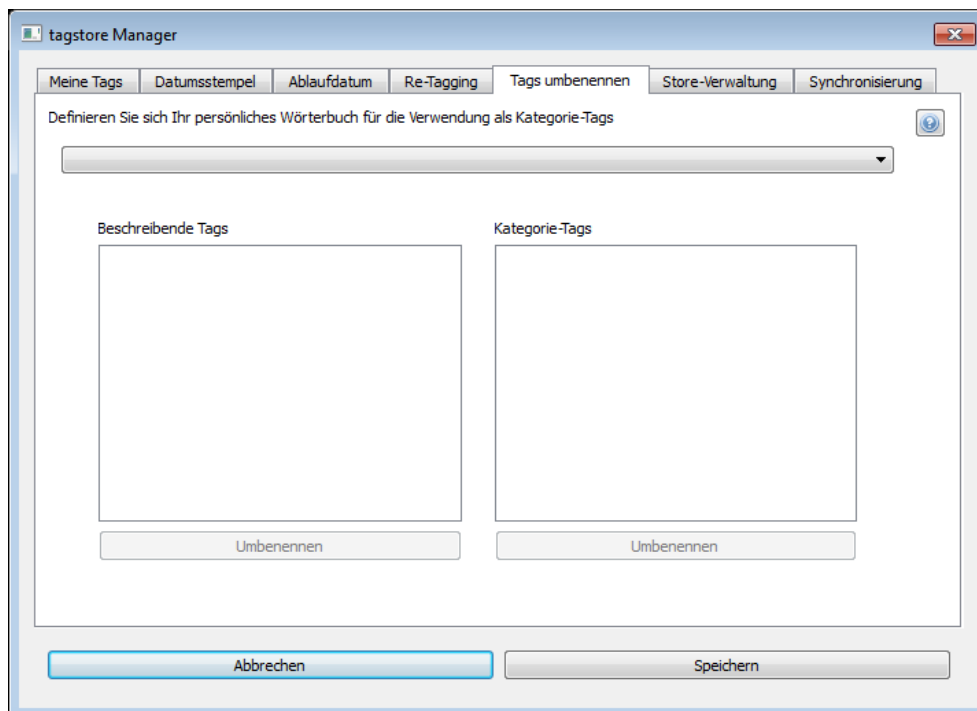 tagstore Manager
Meine Tags Datumsstempel Ablaufdatum Re-Tagging Tags umbenennen Store-Verwaltung Synchronisierung
Definieren Sie sich Ihr persönliches Wörterbuch für die Verwendung als Kategorie-Tags
Beschreibende Tags Kategorie-Tags
Umbenennen Umbenennen
Abbrechen Speichern